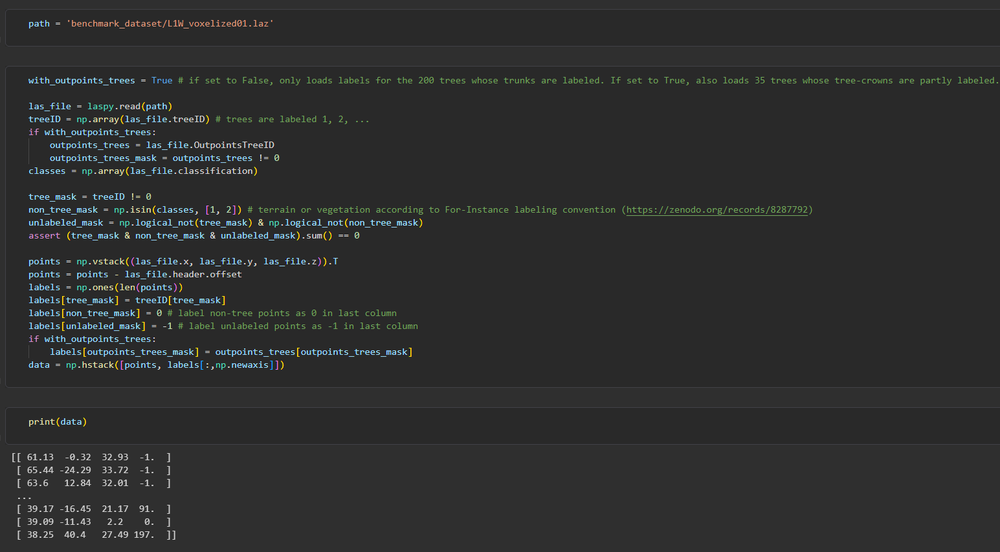 path = 'benchmark_dataset/L1W_voxelized01.laz'
with_outpoints_trees = True # if set to False, only loads labels for the 200 trees whose trunks are labeled. If set to True, also loads 35 trees whose tree-crowns are partly labeled.
las_file = laspy.read(path)
treeID = np.array(las_file.treeID) # trees are labeled 1, 2, ...
if with_outpoints_trees:
    outpoints_trees = las_file.OutpointsTreeID
    outpoints_trees_mask = outpoints_trees != 0
classes = np.array(las_file.classification)
tree_mask = treeID != 0
non_tree_mask = np.isin(classes, [1, 2]) # terrain or vegetation according to For-Instance labeling convention (https://zenodo.org/records/8287792)
unlabeled_mask = np.logical_not(tree_mask) & np.logical_not(non_tree_mask)
assert (tree_mask & non_tree_mask & unlabeled_mask).sum() == 0
points = np.vstack((las_file.x, las_file.y, las_file.z)).T
points = points - las_file.header.offset
labels = np.ones(len(points))
labels[tree_mask] = treeID[tree_mask]
labels[non_tree_mask] = 0 # label non-tree points as 0 in last column
labels[unlabeled_mask] = -1 # label unlabeled points as -1 in last column
if with_outpoints_trees:
    labels[outpoints_trees_mask] = outpoints_trees[outpoints_trees_mask]
data = np.hstack([points, labels[:,np.newaxis]])
print(data)
[[ 61.13  -0.32  32.93  -1.  ]
 [ 65.44 -24.29  33.72  -1.  ]
 [ 63.6   12.84  32.01  -1.  ]
 ...
 [ 39.17 -16.45  21.17  91.  ]
 [ 39.09 -11.43   2.2    0.  ]
 [ 38.25  40.4   27.49 197.  ]]